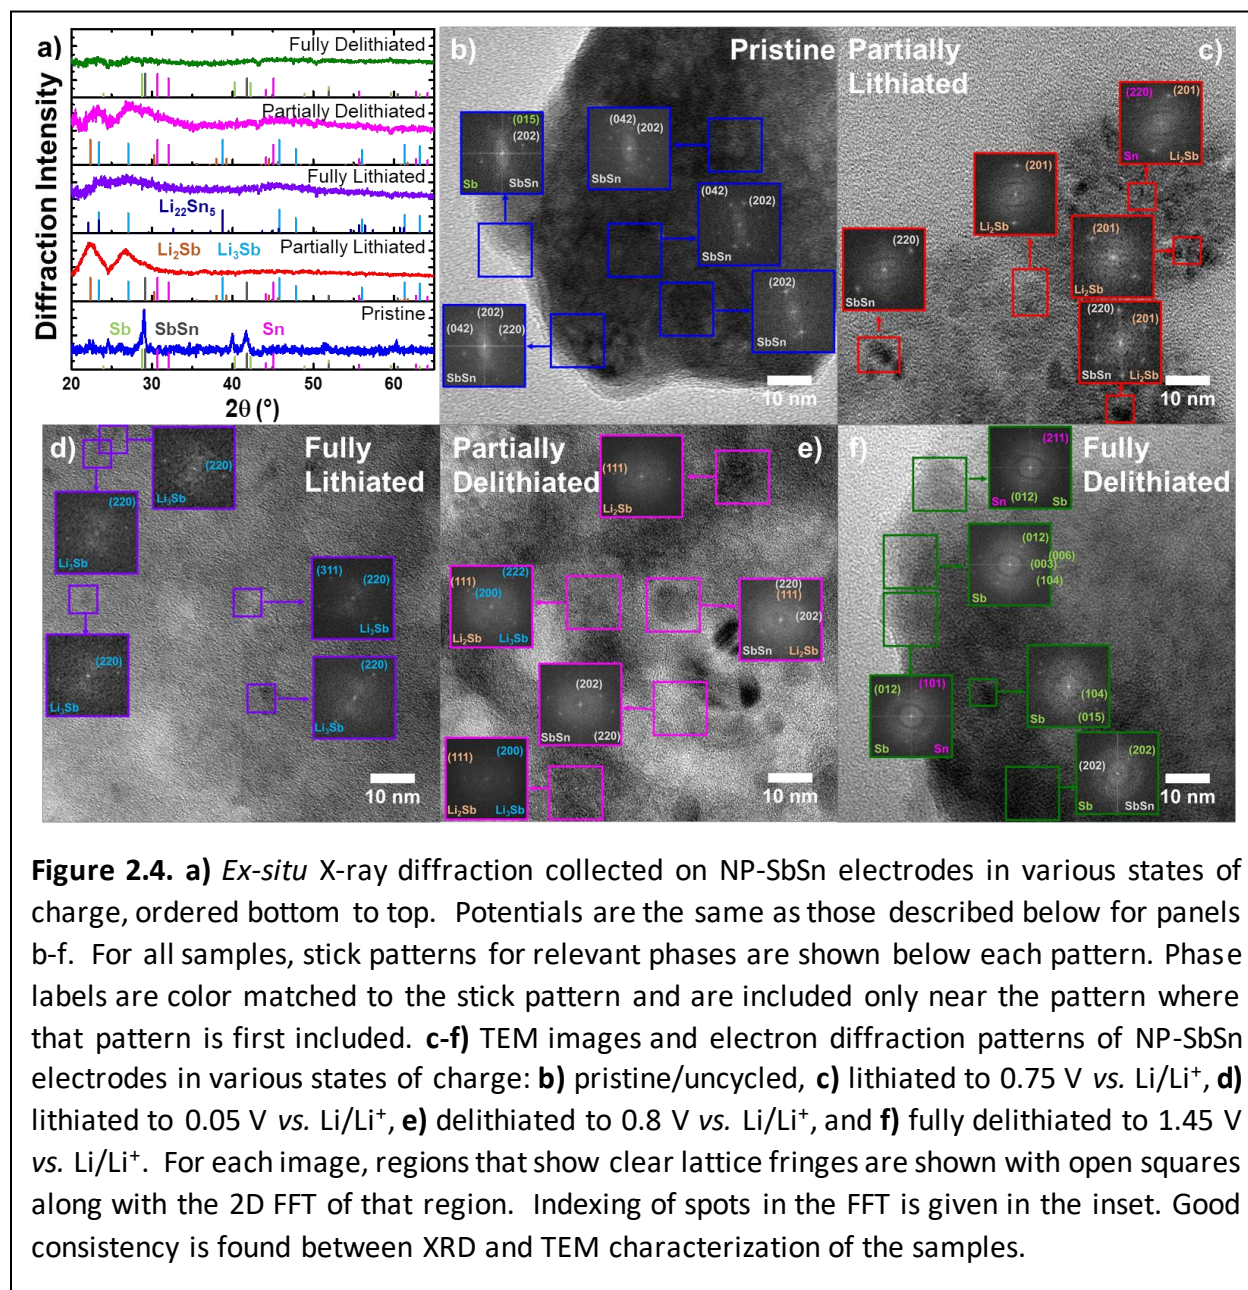 a)
Diffraction Intensity
Fully Delithiated
Partially Delithiated
Fully Lithiated
Li₂₂Sn₅
Partially Lithiated
Li₂Sb Li₃Sb
Pristine
Sb SbSn Sn
20 30 40 50 60
2θ (°)
b) Pristine
(015)
(202)
Sb SbSn
(042)
(202)
SbSn
(042)
(202)
SbSn
(202)
SbSn
(202)
(042) (220)
SbSn
10 nm
Partially
Lithiated
c)
(220) (201)
Sn Li₂Sb
(201)
Li₂Sb
(220)
SbSn
(201)
Li₂Sb
(220)
(201)
SbSn Li₂Sb
10 nm
d) Fully
Lithiated
(220)
Li₃Sb
(220)
Li₃Sb
(220)
Li₃Sb
(311)
(220)
Li₃Sb
(220)
Li₃Sb
10 nm
Partially
Delithiated
e)
(111)
Li₂Sb
(222)
(111)
(200)
Li₂Sb Li₃Sb
(220)
(111)
(202)
SbSn Li₂Sb
(202)
SbSn (220)
(111) (200)
Li₂Sb Li₃Sb
10 nm
f) Fully
Delithiated
(211)
(012)
Sn Sb
(012)
(006)
(003)
(104)
Sb
(012) (101)
Sb Sn
(104)
Sb (015)
(202)
(202)
Sb SbSn
10 nm
Figure 2.4. a) Ex-situ X-ray diffraction collected on NP-SbSn electrodes in various states of
charge, ordered bottom to top. Potentials are the same as those described below for panels
b-f. For all samples, stick patterns for relevant phases are shown below each pattern. Phase
labels are color matched to the stick pattern and are included only near the pattern where
that pattern is first included. c-f) TEM images and electron diffraction patterns of NP-SbSn
electrodes in various states of charge: b) pristine/uncycled, c) lithiated to 0.75 V vs. Li/Li⁺, d)
lithiated to 0.05 V vs. Li/Li⁺, e) delithiated to 0.8 V vs. Li/Li⁺, and f) fully delithiated to 1.45 V
vs. Li/Li⁺. For each image, regions that show clear lattice fringes are shown with open squares
along with the 2D FFT of that region. Indexing of spots in the FFT is given in the inset. Good
consistency is found between XRD and TEM characterization of the samples.